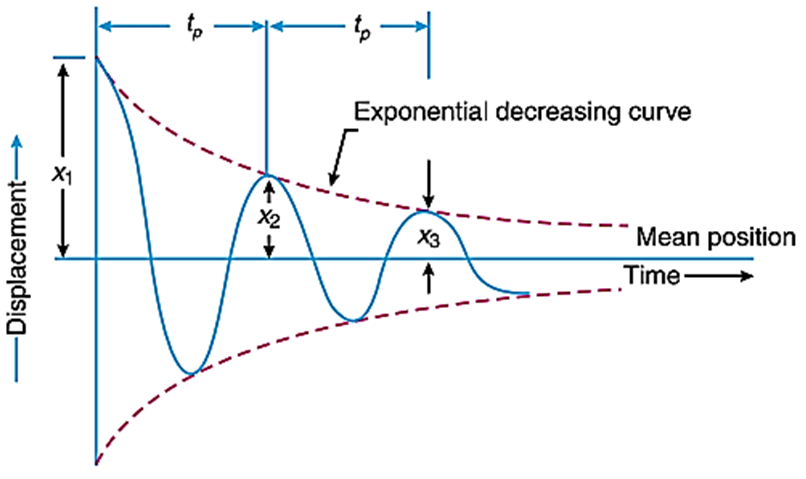 tp
tp
Exponential decreasing curve
x1
x2
x3
Mean position
Time
Displacement